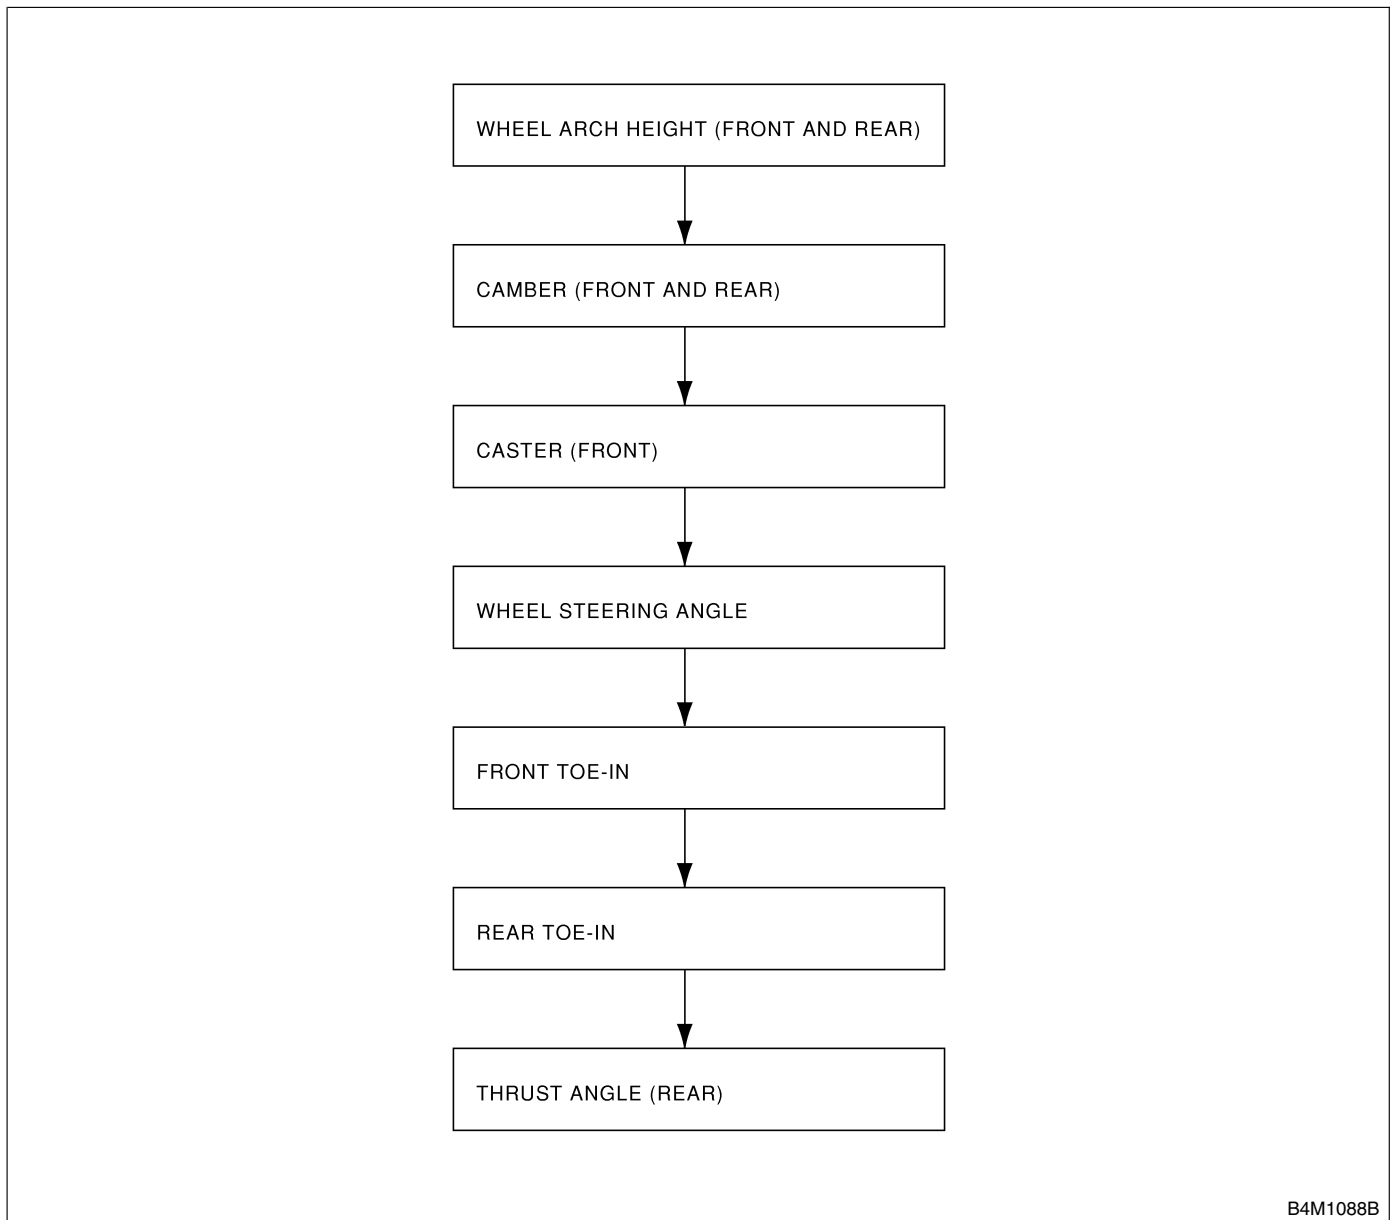 WHEEL ARCH HEIGHT (FRONT AND REAR)
CAMBER (FRONT AND REAR)
CASTER (FRONT)
WHEEL STEERING ANGLE
FRONT TOE-IN
REAR TOE-IN
THRUST ANGLE (REAR)
B4M1088B